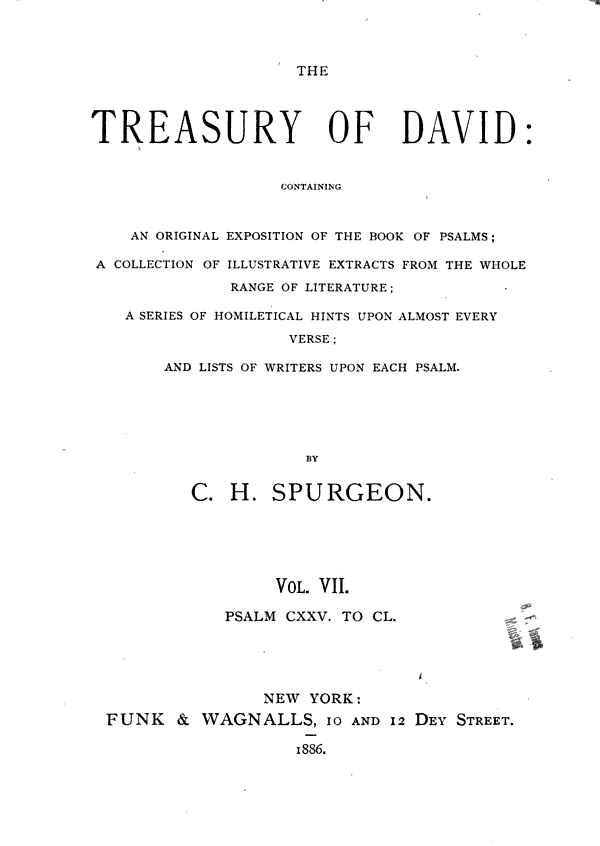 THE
TREASURY OF DAVID:
CONTAINING
AN ORIGINAL EXPOSITION OF THE BOOK OF PSALMS;
A COLLECTION OF ILLUSTRATIVE EXTRACTS FROM THE WHOLE
RANGE OF LITERATURE;
A SERIES OF HOMILETICAL HINTS UPON ALMOST EVERY
VERSE;
AND LISTS OF WRITERS UPON EACH PSALM.
BY
C. H. SPURGEON.
VOL. VII.
PSALM CXXV. TO CL.
F. Janes
Minister
NEW YORK:
FUNK & WAGNALLS, 10 AND 12 DEY STREET.
1886.